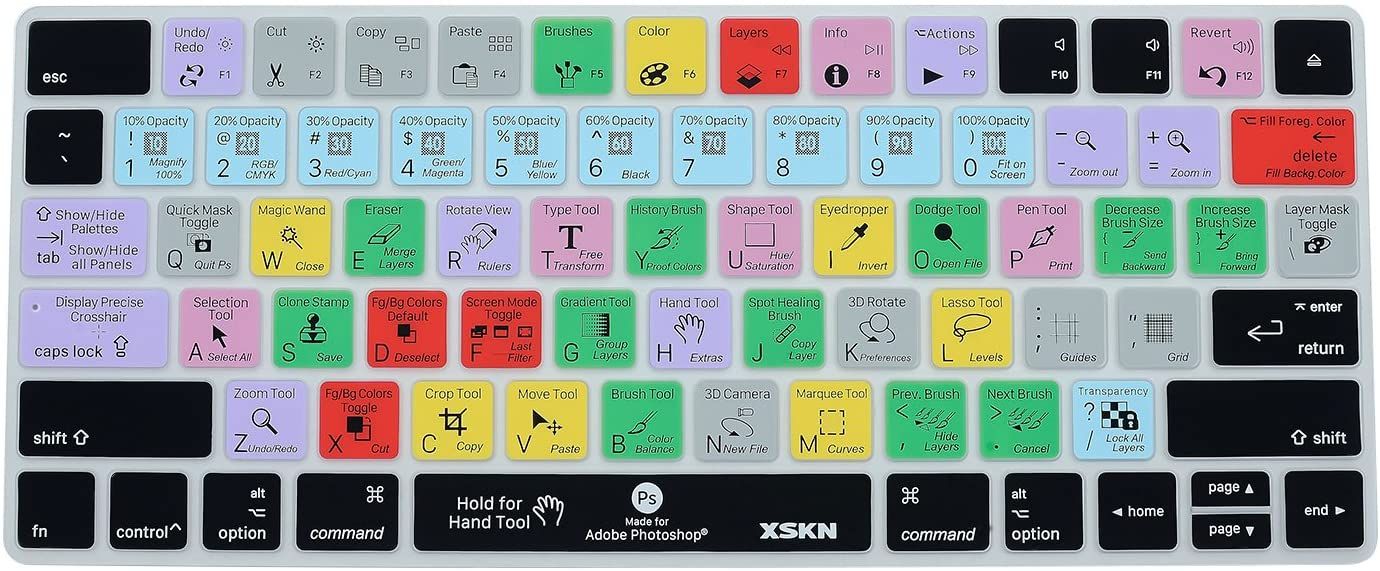 esc
Undo/
Redo
F1
Cut
F2
Copy
F3
Paste
F4
Brushes
F5
Color
F6
Layers
F7
Info
F8
⌥Actions
F9
F10
F11
Revert
F12
~
`
10% Opacity
! 10
1 Magnify
100%
20% Opacity
@ 20
2 RGB/
CMYK
30% Opacity
# 30
3 Red/Cyan
40% Opacity
$ 40
4 Green/
Magenta
50% Opacity
% 50
5 Blue/
Yellow
60% Opacity
^ 60
6 Black
70% Opacity
& 70
7
80% Opacity
* 80
8
90% Opacity
( 90
9
100% Opacity
) 100
0 Fit on
Screen
-
- Zoom out
+
= Zoom in
⌥ Fill Foreg. Color
←
delete
Fill Backg.Color
⇧ Show/Hide
Palettes
→| Show/Hide
tab all Panels
Quick Mask
Toggle
Q Quit Ps
Magic Wand
W Close
Eraser
E Merge
Layers
Rotate View
R Rulers
Type Tool
T
T Free
Transform
History Brush
Y Proof Colors
Shape Tool
U Hue/
Saturation
Eyedropper
I Invert
Dodge Tool
O Open File
Pen Tool
P Print
Decrease
Brush Size
{ -
[ Send
Backward
Increase
Brush Size
} +
] Bring
Forward
Layer Mask
Toggle
|
\
Display Precise
Crosshair
caps lock
Selection
Tool
A Select All
Clone Stamp
S Save
Fg/Bg Colors
Default
D Deselect
Screen Mode
Toggle
F Last
Filter
Gradient Tool
G Group
Layers
Hand Tool
H Extras
Spot Healing
Brush
J Copy
Layer
3D Rotate
K Preferences
Lasso Tool
L Levels
:
; Guides
"
' Grid
⌅ enter
return
shift ⇧
Zoom Tool
Z Undo/Redo
Fg/Bg Colors
Toggle
X Cut
Crop Tool
C Copy
Move Tool
V Paste
Brush Tool
B Color
Balance
3D Camera
N New File
Marquee Tool
M Curves
Prev. Brush
<
, Hide
Layers
Next Brush
>
. Cancel
Transparency
?
/ Lock All
Layers
⇧ shift
fn
control^
alt
⌥
option
⌘
command
Hold for
Hand Tool
Ps
Made for
Adobe Photoshop®
XSKN
⌘
command
alt
⌥
option
◄ home
page ▲
page ▼
end ►